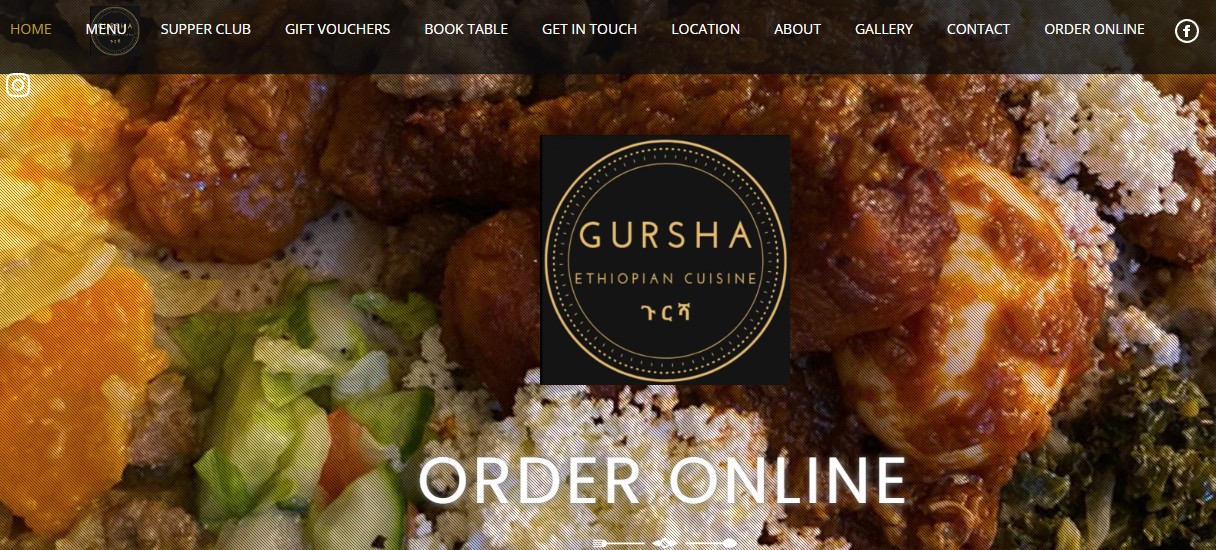 HOME MENU SUPPER CLUB GIFT VOUCHERS BOOK TABLE GET IN TOUCH LOCATION ABOUT GALLERY CONTACT ORDER ONLINE
GURSHA
ETHIOPIAN CUISINE
ጉርሻ
ORDER ONLINE